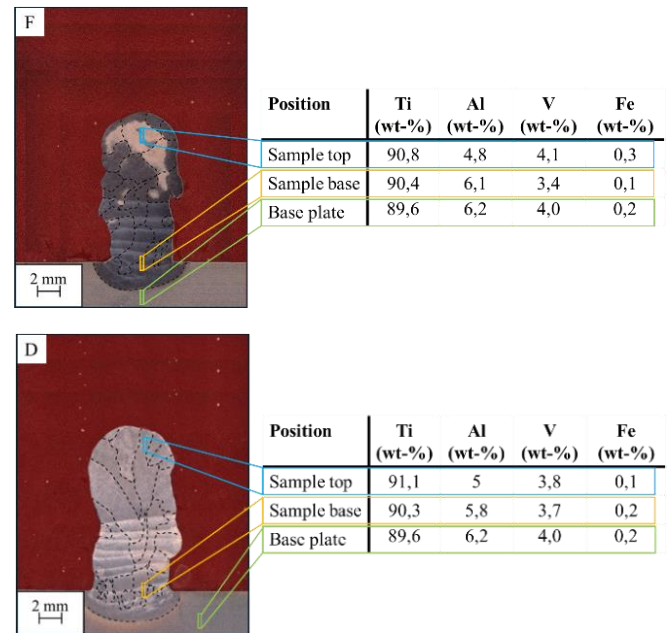 F
Position Ti (wt-%) Al (wt-%) V (wt-%) Fe (wt-%)
Sample top 90,8 4,8 4,1 0,3
Sample base 90,4 6,1 3,4 0,1
Base plate 89,6 6,2 4,0 0,2
2 mm
D
Position Ti (wt-%) Al (wt-%) V (wt-%) Fe (wt-%)
Sample top 91,1 5 3,8 0,1
Sample base 90,3 5,8 3,7 0,2
Base plate 89,6 6,2 4,0 0,2
2 mm